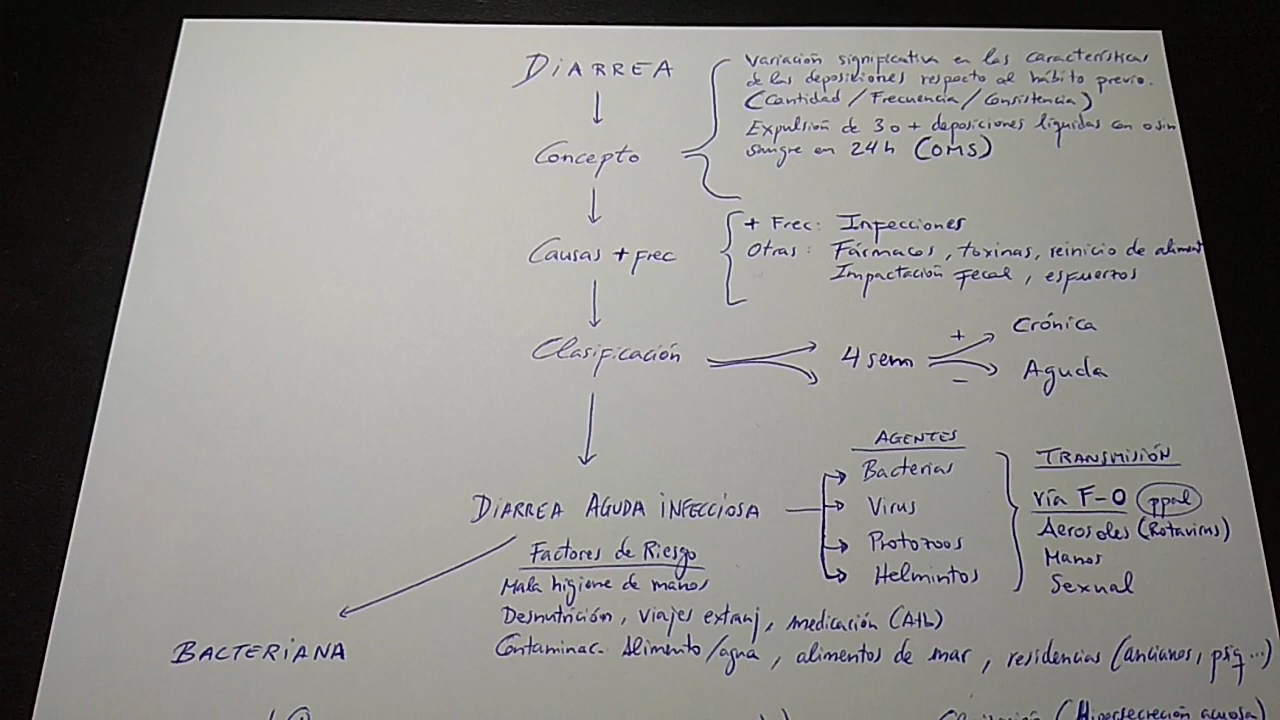 DIARREA
Variación significativa en las características
de las deposiciones respecto al hábito previo.
(Cantidad / Frecuencia / Consistencia)
Expulsión de 3 o + deposiciones líquidas con o sin
sangre en 24 h (OMS)
Concepto
Causas + frec
+ Frec: Infecciones
Otras: Fármacos, toxinas, reinicio de aliment
Impactación Fecal, esfuerzos
Clasificación
4 sem
+
Crónica
-
Aguda
DIARREA AGUDA INFECCIOSA
AGENTES
Bacterias
Virus
Protozoos
Helmintos
TRANSMISIÓN
Vía F-O ppal
Aerosoles (Rotavirus)
Manos
Sexual
Factores de Riesgo
Mala higiene de manos
Desnutrición, viajes extranj, medicación (Atb)
Contaminac. Alimento/agua, alimentos de mar, residencias (ancianos, psiq...)
BACTERIANA
(Hipersecreción acuosa)